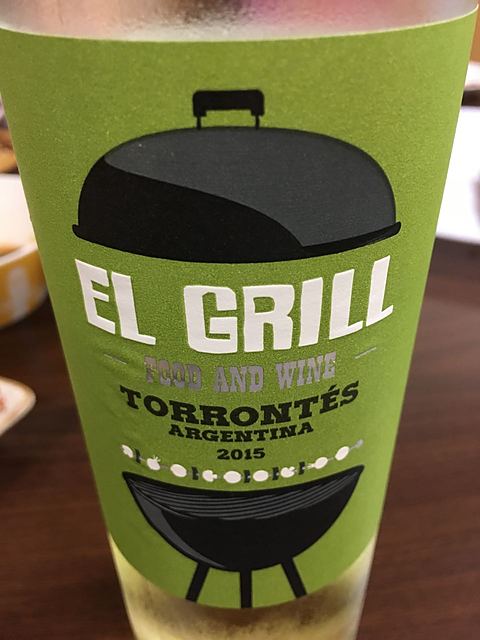 EL GRILL
FOOD AND WINE
TORRONTÉS
ARGENTINA
2015